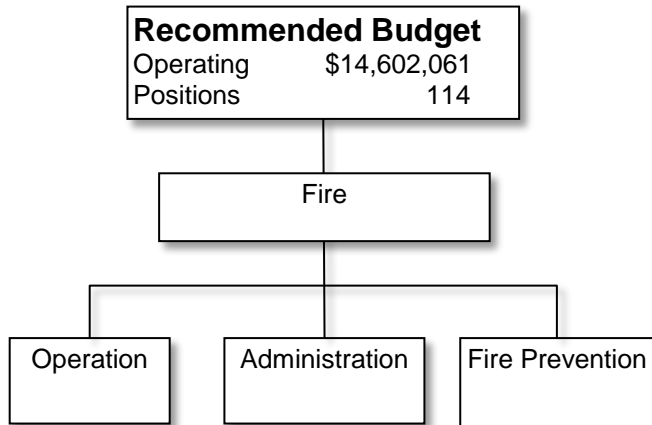 Recommended Budget
Operating $14,602,061
Positions 114
Fire
Operation
Administration
Fire Prevention